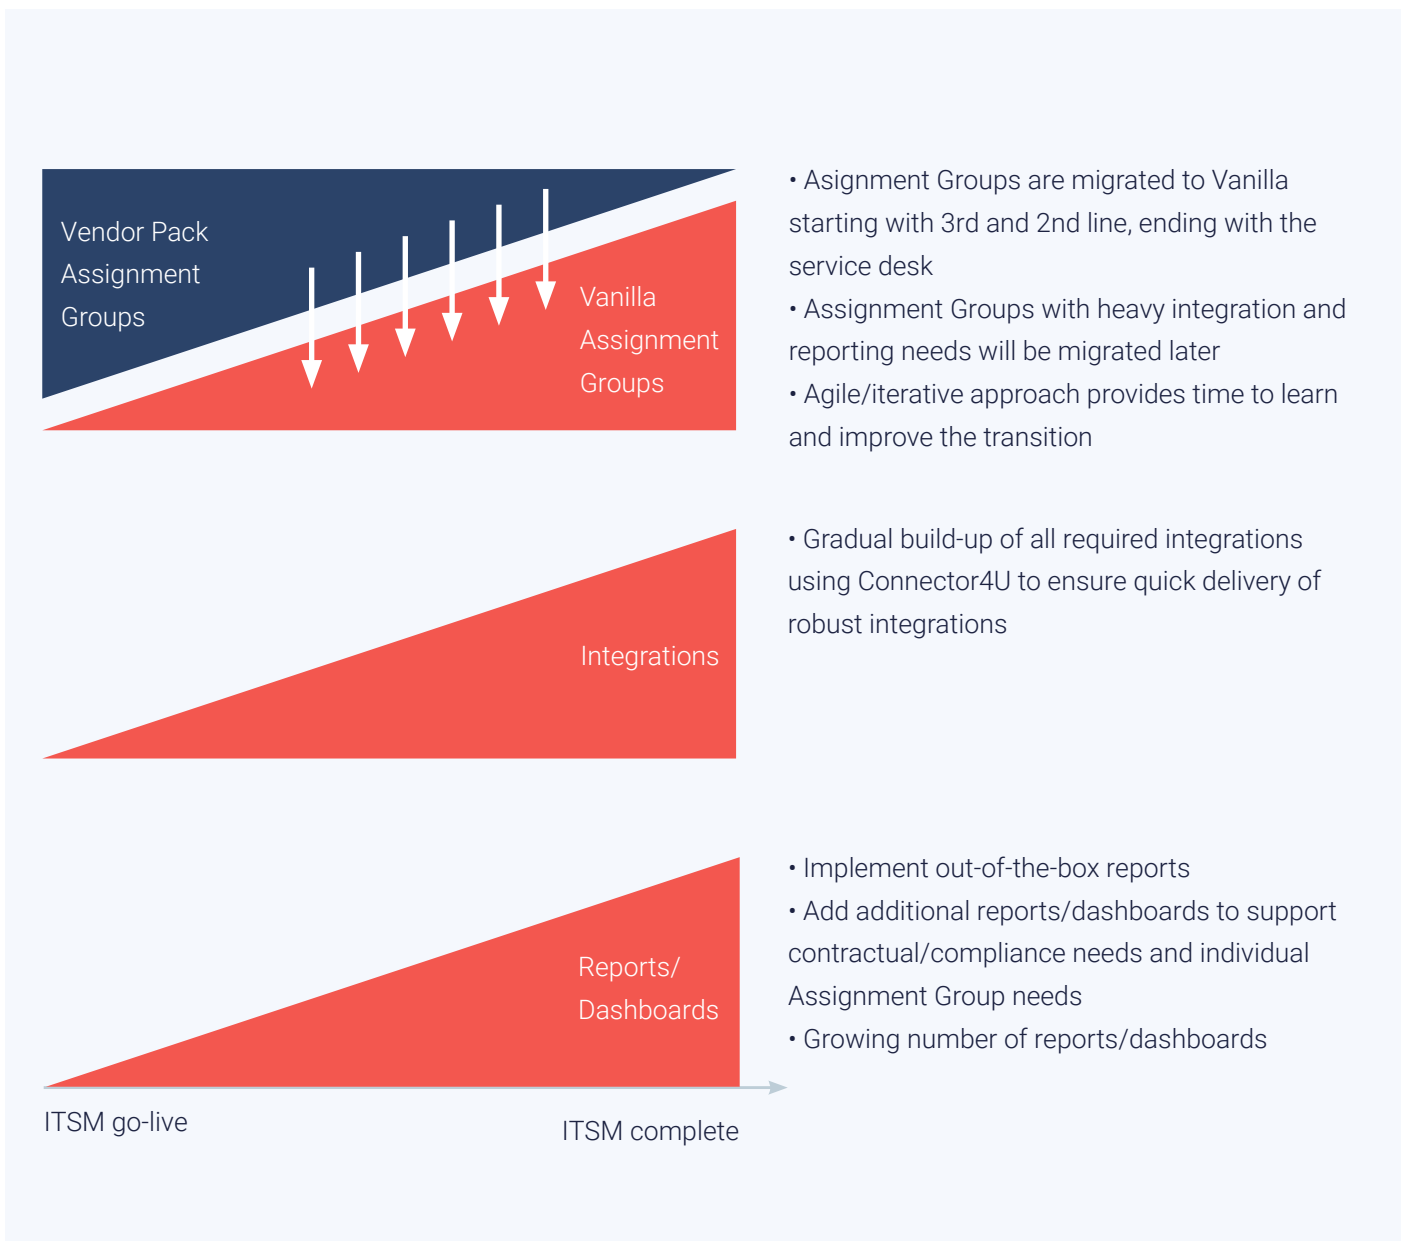 Vendor Pack
Assignment
Groups
Vanilla
Assignment
Groups
• Asignment Groups are migrated to Vanilla
starting with 3rd and 2nd line, ending with the
service desk
• Assignment Groups with heavy integration and
reporting needs will be migrated later
• Agile/iterative approach provides time to learn
and improve the transition
Integrations
• Gradual build-up of all required integrations
using Connector4U to ensure quick delivery of
robust integrations
Reports/
Dashboards
• Implement out-of-the-box reports
• Add additional reports/dashboards to support
contractual/compliance needs and individual
Assignment Group needs
• Growing number of reports/dashboards
ITSM go-live
ITSM complete